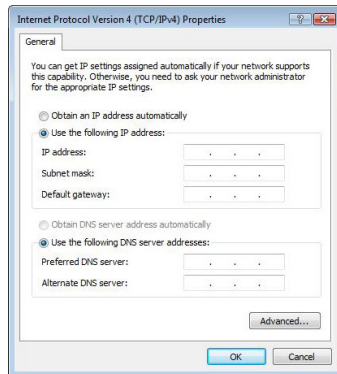 Internet Protocol Version 4 (TCP/IPv4) Properties
General
You can get IP settings assigned automatically if your network supports
this capability. Otherwise, you need to ask your network administrator
for the appropriate IP settings.
Obtain an IP address automatically
Use the following IP address:
IP address:
Subnet mask:
Default gateway:
Obtain DNS server address automatically
Use the following DNS server addresses:
Preferred DNS server:
Alternate DNS server:
Advanced...
OK
Cancel